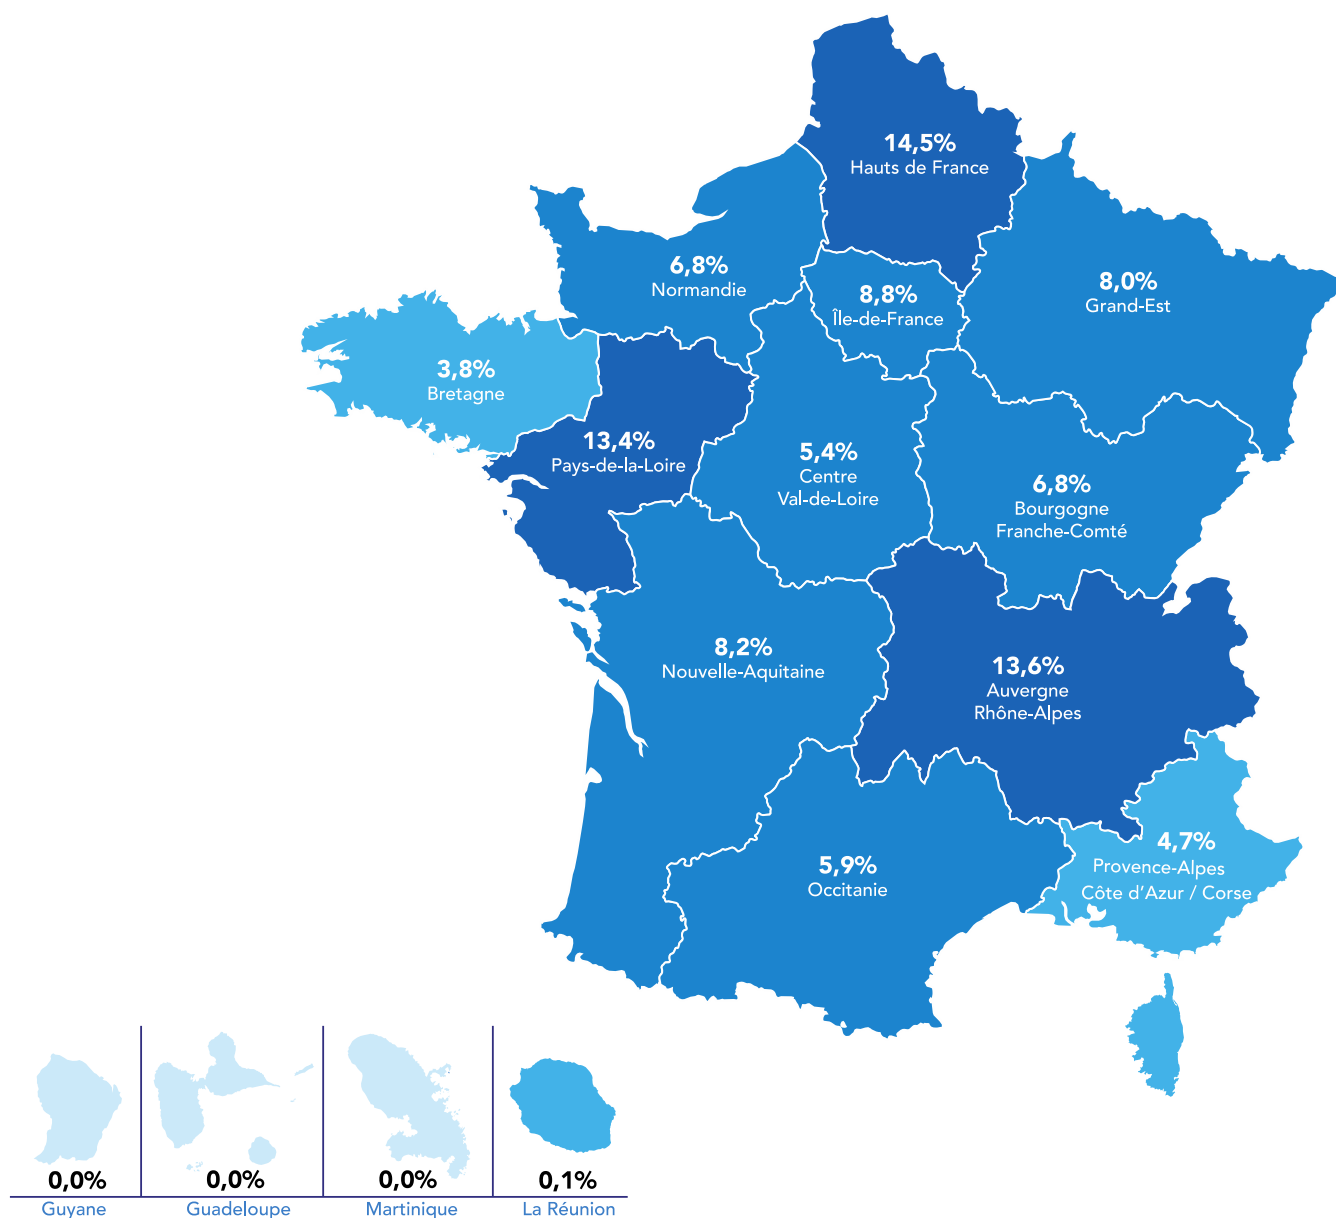 14,5%
Hauts de France
6,8%
Normandie
8,8%
Île-de-France
8,0%
Grand-Est
3,8%
Bretagne
13,4%
Pays-de-la-Loire
5,4%
Centre
Val-de-Loire
6,8%
Bourgogne
Franche-Comté
8,2%
Nouvelle-Aquitaine
13,6%
Auvergne
Rhône-Alpes
4,7%
Provence-Alpes
Côte d'Azur / Corse
5,9%
Occitanie
0,0%
Guyane
0,0%
Guadeloupe
0,0%
Martinique
0,1%
La Réunion